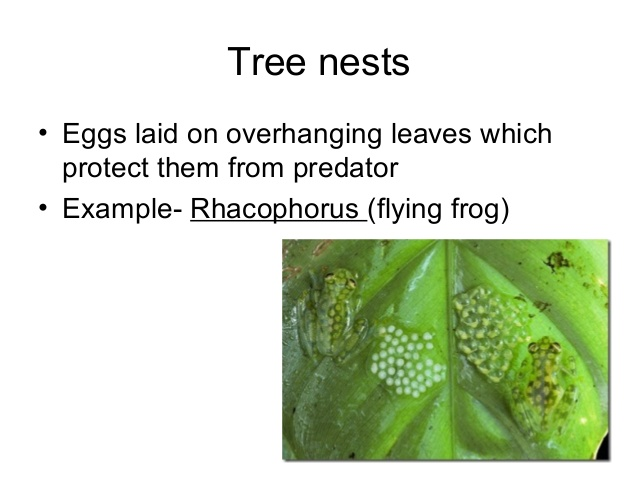 Tree nests
• Eggs laid on overhanging leaves which
protect them from predator
• Example- Rhacophorus (flying frog)